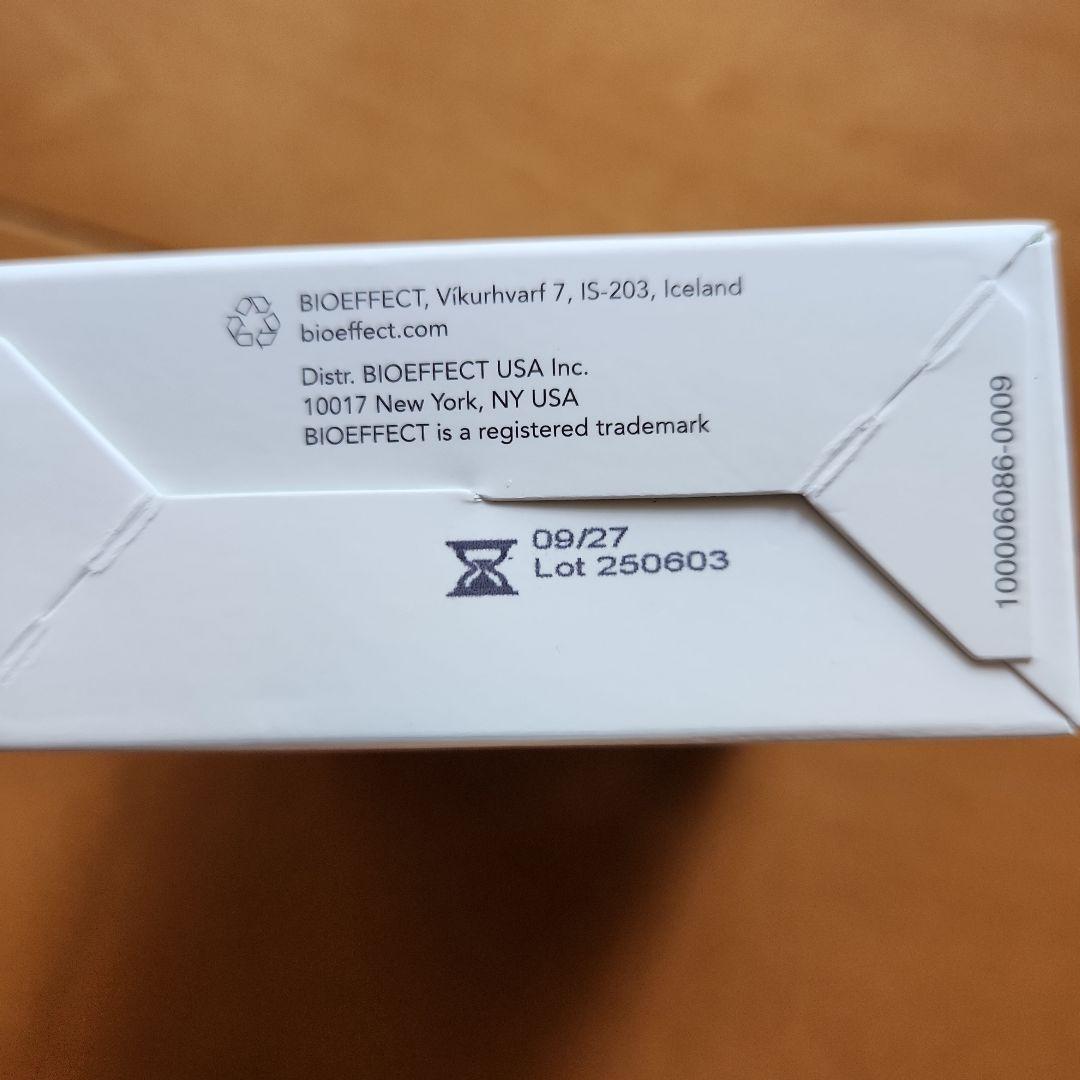 BIOEFFECT, Víkurhvarf 7, IS-203, Iceland
bioeffect.com
Distr. BIOEFFECT USA Inc.
10017 New York, NY USA
BIOEFFECT is a registered trademark
09/27
Lot 250603
10006086-0009